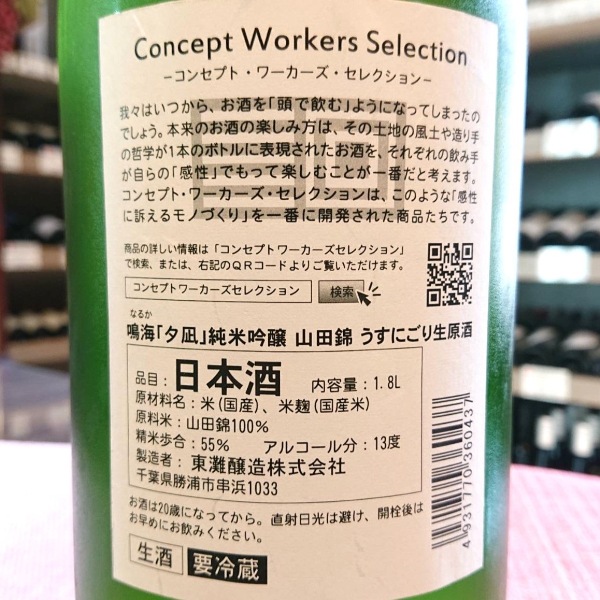 Concept Workers Selection
−コンセプト・ワーカーズ・セレクション−
我々はいつから、お酒を「頭で飲む」ようになってしまったの
でしょう。本来のお酒の楽しみ方は、その土地の風土や造り手
の哲学が1本のボトルに表現されたお酒を、それぞれの飲み手
が自らの「感性」でもって楽しむことが一番だと考えます。
コンセプト・ワーカーズ・セレクションは、このような「感性
に訴えるモノづくり」を一番に開発された商品たちです。
商品の詳しい情報は「コンセプトワーカーズセレクション」
で検索、または、右記のQRコードよりご覧いただけます。
コンセプトワーカーズセレクション 検索
なるか
鳴海「夕凪」純米吟醸 山田錦 うすにごり生原酒
品目：日本酒 内容量：1.8L
原材料名：米（国産）、米麹（国産米）
原料米：山田錦100%
精米歩合：55% アルコール分：13度
製造者：東灘醸造株式会社
千葉県勝浦市串浜1033
お酒は20歳になってから。直射日光は避け、開栓後は
お早めにお飲みください。
生酒 要冷蔵
4 931770 360437